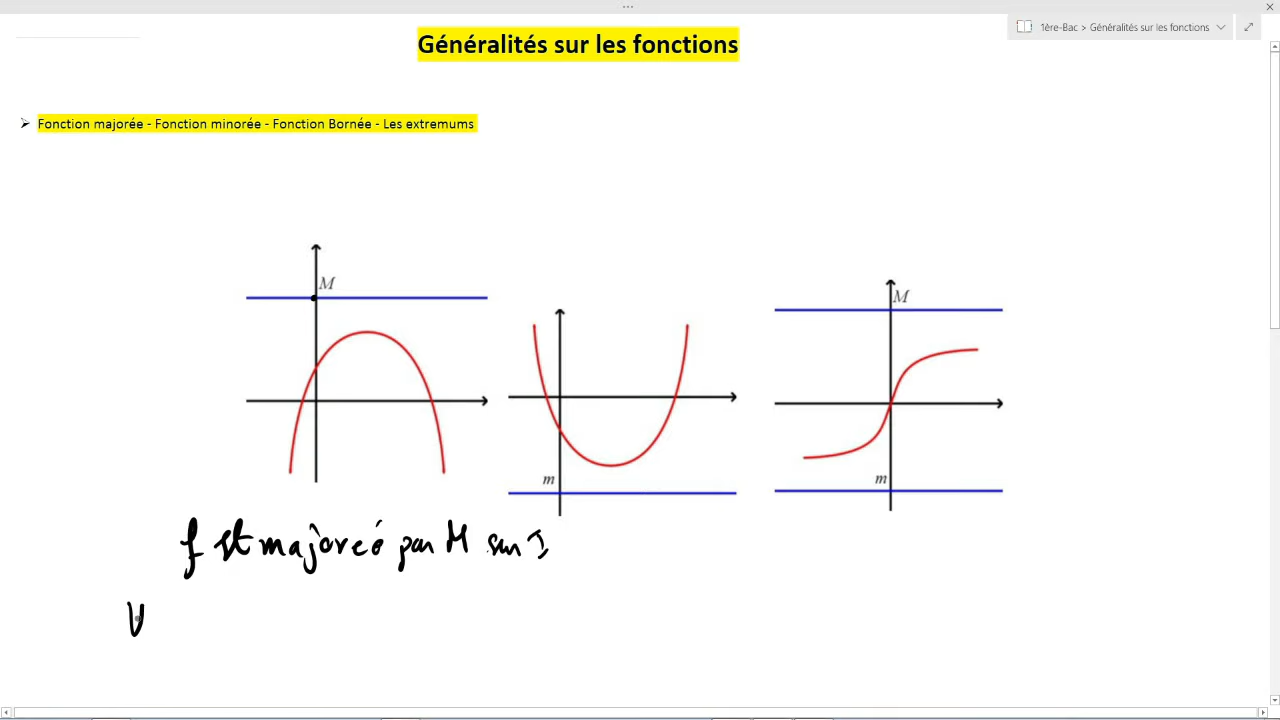 1ère-Bac > Généralités sur les fonctions
Généralités sur les fonctions
Fonction majorée - Fonction minorée - Fonction Bornée - Les extremums
M
M
m
m
f est majoreé par M sur I
∀